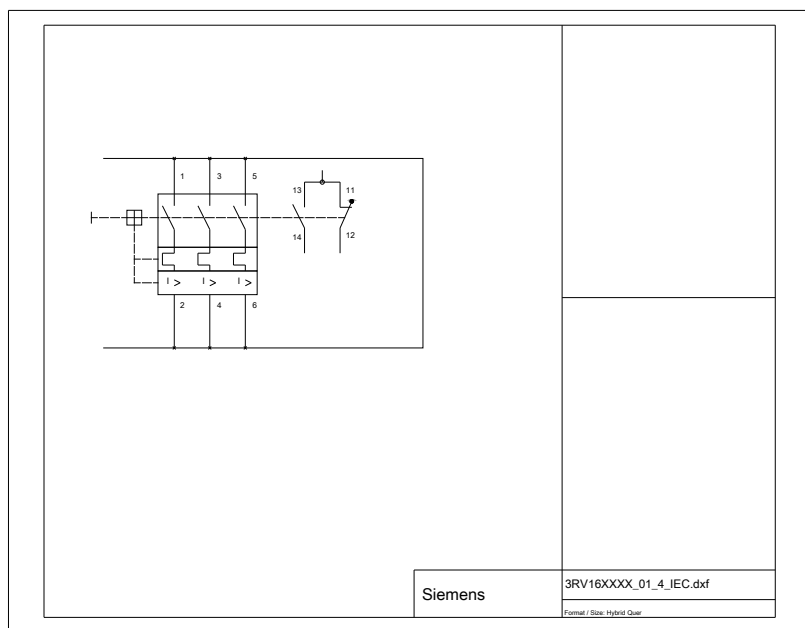 1 3 5
13 11
14 12
I > I > I >
2 4 6
Siemens
3RV16XXXX_01_4_IEC.dxf
Format / Size: Hybrid Quer